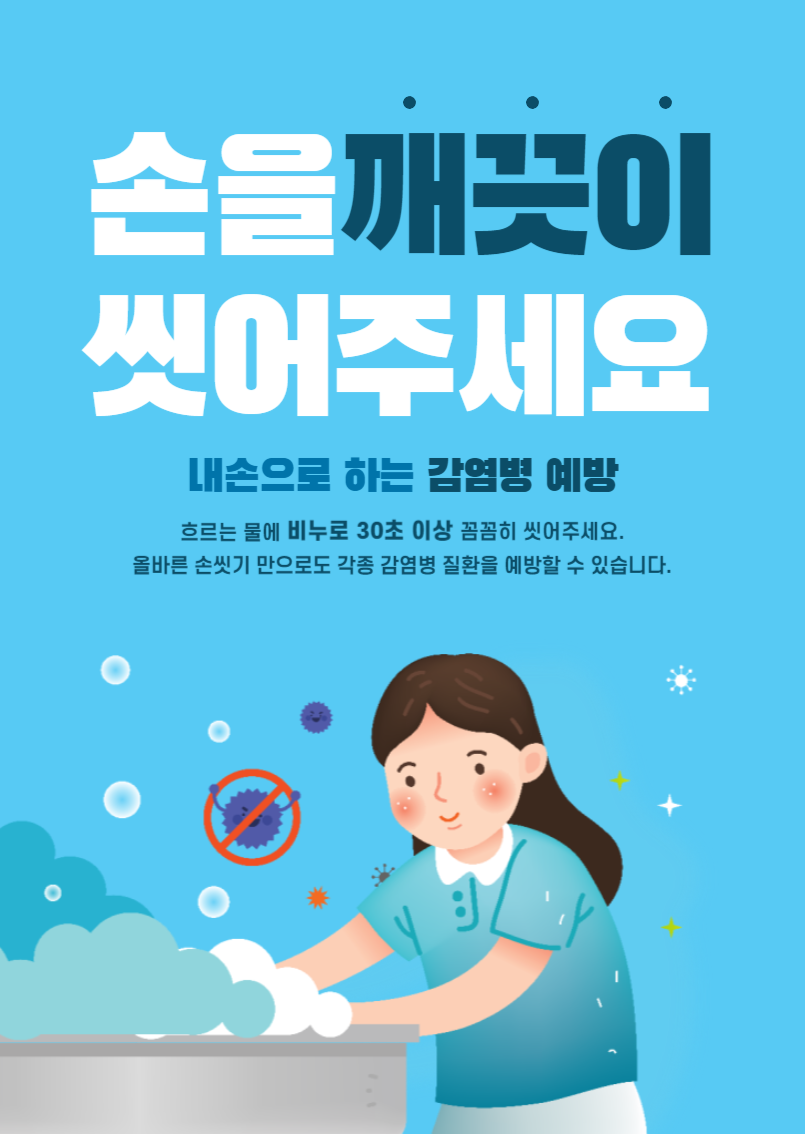 손을깨끗이
씻어주세요
내손으로 하는 감염병 예방
흐르는 물에 비누로 30초 이상 꼼꼼히 씻어주세요.
올바른 손씻기 만으로도 각종 감염병 질환을 예방할 수 있습니다.